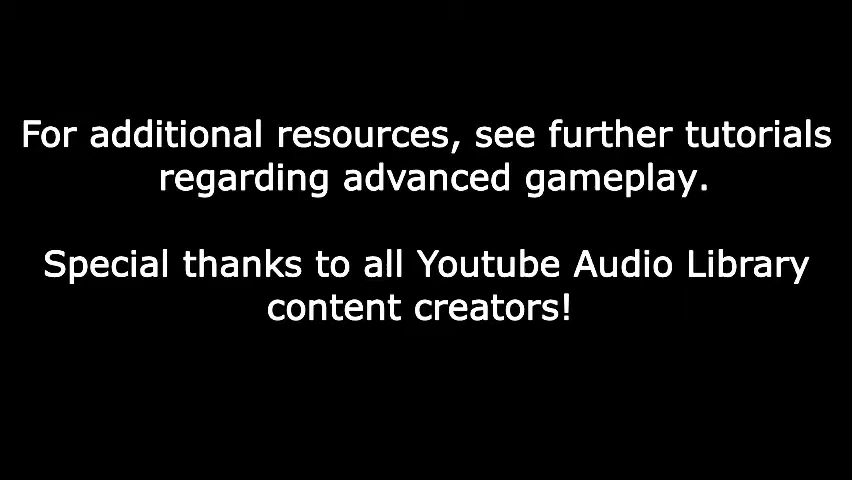 For additional resources, see further tutorials
regarding advanced gameplay.
Special thanks to all Youtube Audio Library
content creators!